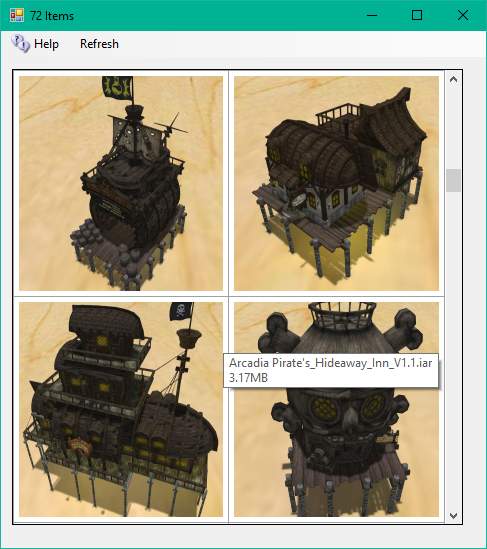 72 Items
Help
Refresh
Arcadia Pirate's_Hideaway_Inn_V1.1.iar
3.17MB